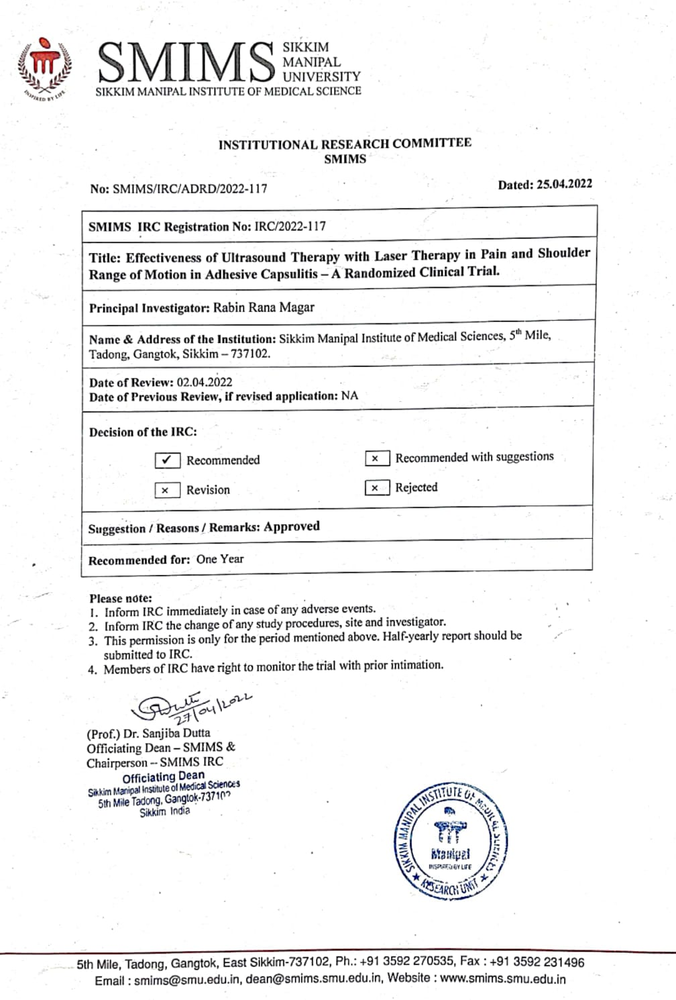 INSPIRED BY LIFE
SMIMS
SIKKIM
MANIPAL
UNIVERSITY
SIKKIM MANIPAL INSTITUTE OF MEDICAL SCIENCE
INSTITUTIONAL RESEARCH COMMITTEE
SMIMS
No: SMIMS/IRC/ADRD/2022-117
Dated: 25.04.2022
SMIMS IRC Registration No: IRC/2022-117
Title: Effectiveness of Ultrasound Therapy with Laser Therapy in Pain and Shoulder
Range of Motion in Adhesive Capsulitis – A Randomized Clinical Trial.
Principal Investigator: Rabin Rana Magar
Name & Address of the Institution: Sikkim Manipal Institute of Medical Sciences, 5th Mile,
Tadong, Gangtok, Sikkim – 737102.
Date of Review: 02.04.2022
Date of Previous Review, if revised application: NA
Decision of the IRC:
✓ Recommended
× Recommended with suggestions
× Revision
× Rejected
Suggestion / Reasons / Remarks: Approved
Recommended for: One Year
Please note:
1. Inform IRC immediately in case of any adverse events.
2. Inform IRC the change of any study procedures, site and investigator.
3. This permission is only for the period mentioned above. Half-yearly report should be
submitted to IRC.
4. Members of IRC have right to monitor the trial with prior intimation.
27/04/2022
(Prof.) Dr. Sanjiba Dutta
Officiating Dean – SMIMS &
Chairperson – SMIMS IRC
Officiating Dean
Sikkim Manipal Institute of Medical Sciences
5th Mile Tadong, Gangtok-737102
Sikkim India
SIKKIM MANIPAL INSTITUTE OF MEDICAL SCIENCES
Manipal
INSPIRED BY LIFE
★ RESEARCH UNIT ★
5th Mile, Tadong, Gangtok, East Sikkim-737102, Ph.: +91 3592 270535, Fax : +91 3592 231496
Email : smims@smu.edu.in, dean@smims.smu.edu.in, Website : www.smims.smu.edu.in